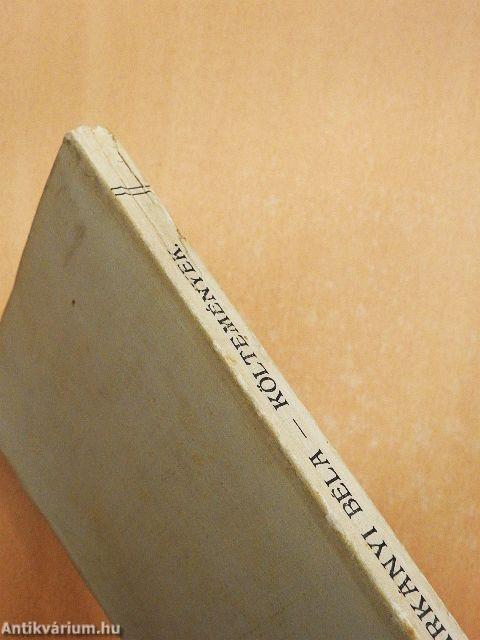 RKÁNYI BÉLA — KÖLTEMÉNYEK.
Antikvárium.hu